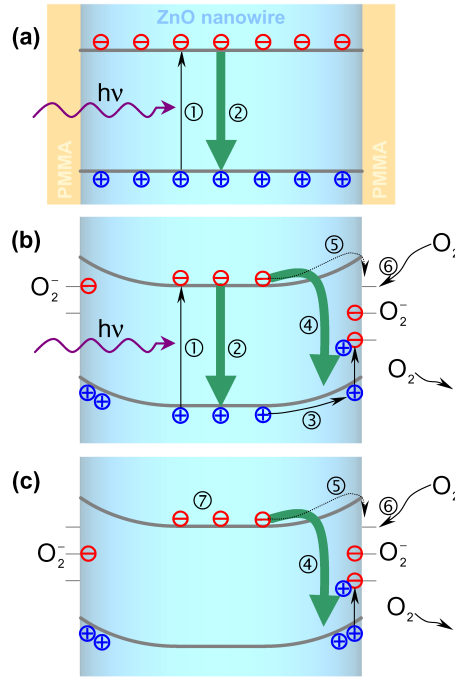 ZnO nanowire
(a)
hν
①
②
PMMA
PMMA
(b)
⑤
⑥
O₂
O₂⁻
O₂⁻
④
hν
①
②
O₂
③
(c)
⑦
⑤
⑥
O₂
O₂⁻
O₂⁻
④
O₂